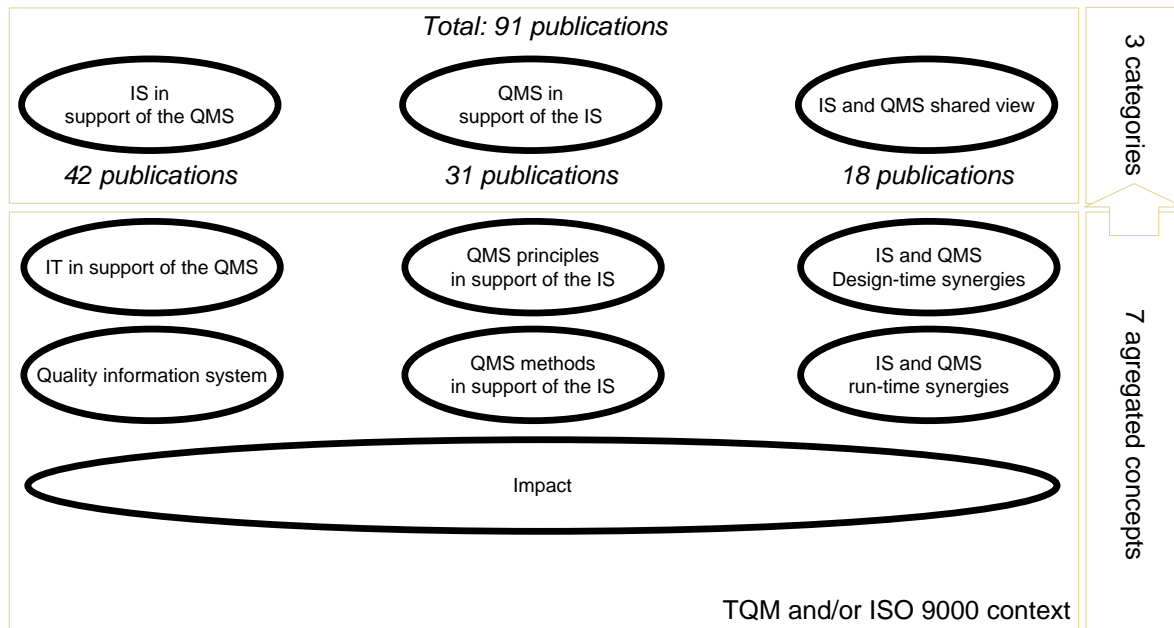 Total: 91 publications
IS in
support of the QMS
QMS in
support of the IS
IS and QMS shared view
42 publications
31 publications
18 publications
3 categories
IT in support of the QMS
QMS principles
in support of the IS
IS and QMS
Design-time synergies
Quality information system
QMS methods
in support of the IS
IS and QMS
run-time synergies
Impact
TQM and/or ISO 9000 context
7 agregated concepts